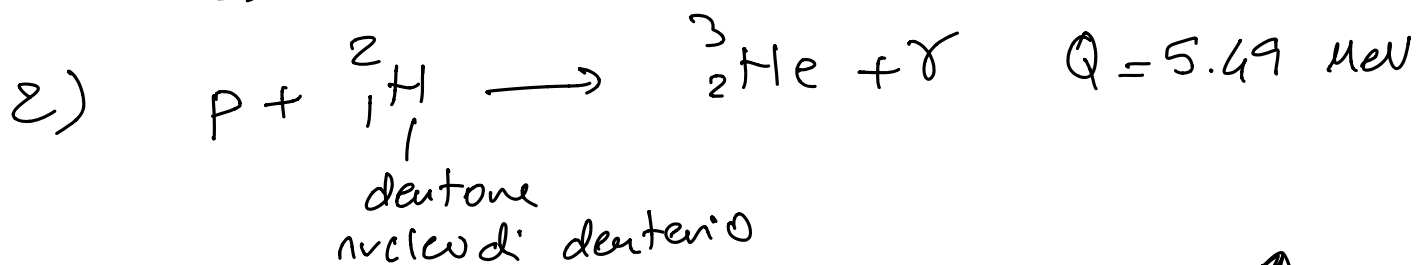 2) p + ²₁H ⟶ ³₂He + γ Q = 5.49 MeV
deutone
nucleo di deuterio